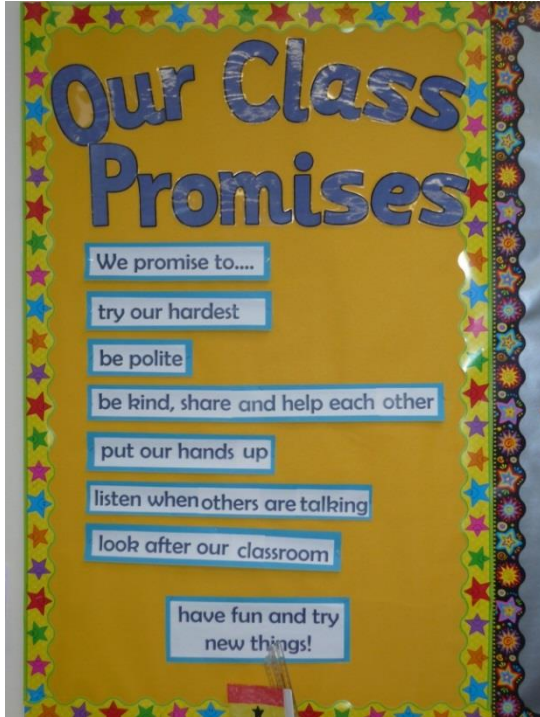 Our Class
Promises
We promise to....
try our hardest
be polite
be kind, share and help each other
put our hands up
listen when others are talking
look after our classroom
have fun and try
new things!